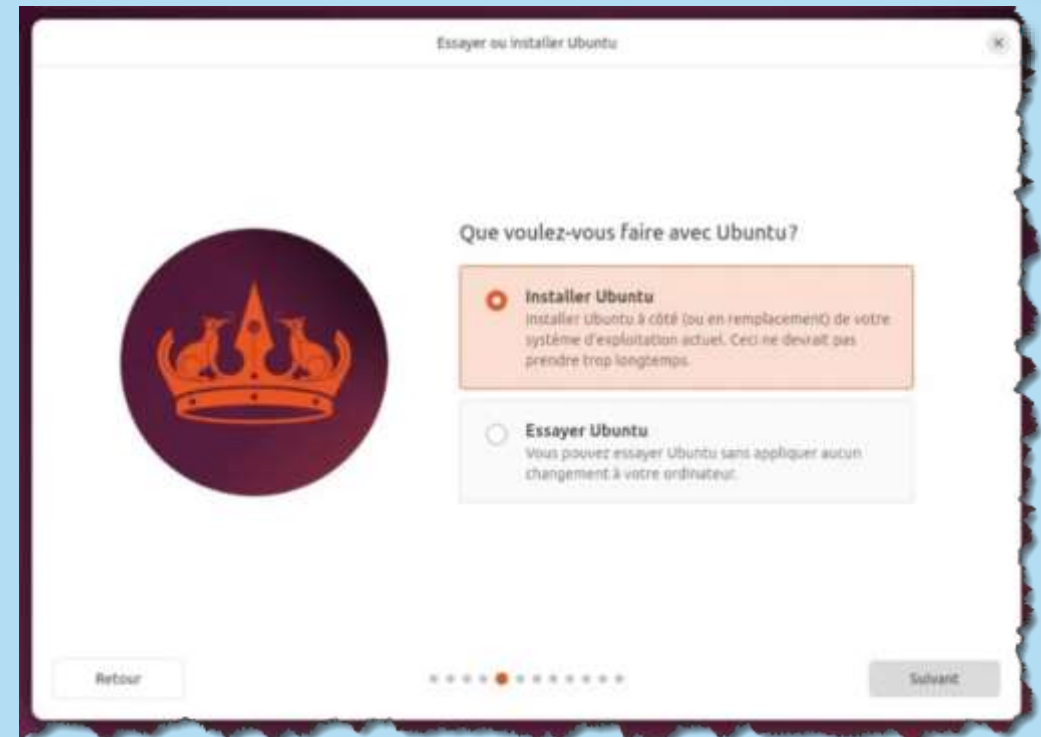 Essayer ou installer Ubuntu
Que voulez-vous faire avec Ubuntu?
Installer Ubuntu
Installer Ubuntu à côté (ou en remplacement) de votre
système d'exploitation actuel. Ceci ne devrait pas
prendre trop longtemps.
Essayer Ubuntu
Vous pouvez essayer Ubuntu sans appliquer aucun
changement à votre ordinateur.
Retour
Suivant